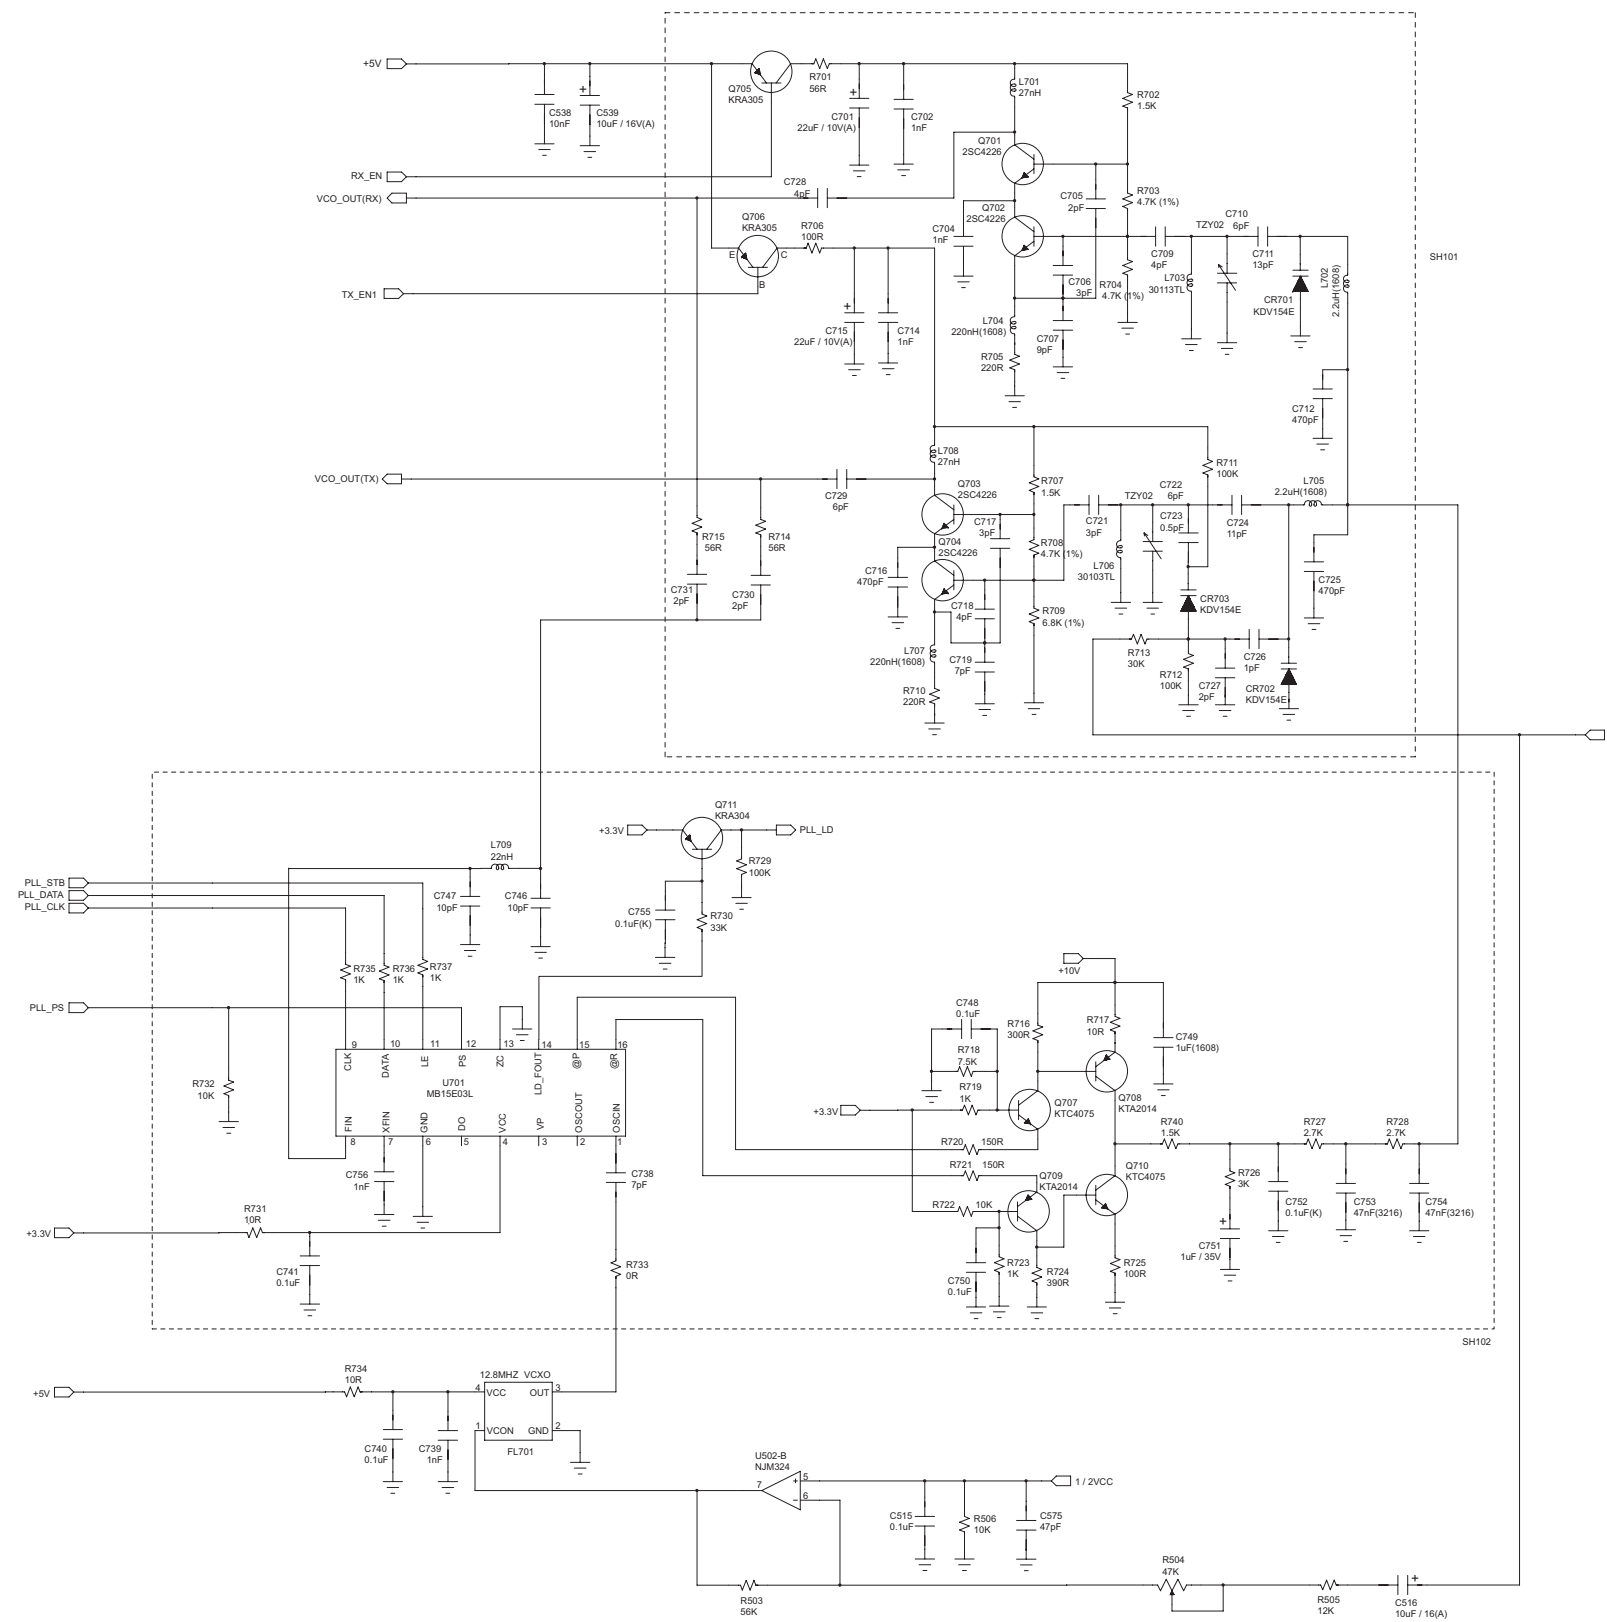 +5V
C538
10nF
C539
10uF / 16V(A)
+
Q705
KRA305
R701
56R
C701
22uF / 10V(A)
+
C702
1nF
L701
27nH
R702
1.5K
Q701
2SC4226
RX_EN
VCO_OUT(RX)
C728
4pF
Q702
2SC4226
C705
2pF
R703
4.7K (1%)
Q706
KRA305
E
C
B
R706
100R
C704
1nF
C709
4pF
TZY02
C710
6pF
C711
13pF
L703
30113TL
L702
2.2uH(1608)
SH101
TX_EN1
C706
3pF
R704
4.7K (1%)
CR701
KDV154E
C715
22uF / 10V(A)
+
C714
1nF
L704
220nH(1608)
C707
9pF
R705
220R
C712
470pF
L708
27nH
R711
100K
VCO_OUT(TX)
C729
6pF
Q703
2SC4226
R707
1.5K
C721
3pF
TZY02
C722
6pF
C723
0.5pF
C724
11pF
L705
2.2uH(1608)
R715
56R
R714
56R
Q704
2SC4226
C717
3pF
R708
4.7K (1%)
L706
30103TL
C716
470pF
C731
2pF
C730
2pF
C718
4pF
R709
6.8K (1%)
CR703
KDV154E
C725
470pF
L707
220nH(1608)
C719
7pF
R710
220R
R713
30K
R712
100K
C727
2pF
C726
1pF
CR702
KDV154E
Q711
KRA304
+3.3V
PLL_LD
R729
100K
L709
22nH
PLL_STB
PLL_DATA
PLL_CLK
C747
10pF
C746
10pF
C755
0.1uF(K)
R730
33K
R735
1K
R736
1K
R737
1K
+10V
PLL_PS
C748
0.1uF
R716
300R
R717
10R
C749
1uF(1608)
9 10 11 12 13 14 15 16
CLK DATA LE PS ZC LD_FOUT @P @R
U701
MB15E03L
FIN XFIN GND DO VCC VP OSCOUT OSCIN
8 7 6 5 4 3 2 1
R732
10K
R718
7.5K
R719
1K
+3.3V
Q707
KTC4075
Q708
KTA2014
R720 150R
R721 150R
R740
1.5K
R727
2.7K
R728
2.7K
C756
1nF
C738
7pF
Q709
KTA2014
Q710
KTC4075
R726
3K
C752
0.1uF(K)
C753
47nF(3216)
C754
47nF(3216)
R722 10K
R731
10R
+3.3V
C741
0.1uF
R733
0R
C750
0.1uF
R723
1K
R724
390R
R725
100R
+
C751
1uF / 35V
SH102
+5V
R734
10R
12.8MHZ VCXO
4 VCC OUT 3
1 VCON GND 2
FL701
C740
0.1uF
C739
1nF
U502-B
NJM324
7
+ 5
– 6
1 / 2VCC
C515
0.1uF
R506
10K
C575
47pF
R503
56K
R504
47K
R505
12K
+
C516
10uF / 16(A)